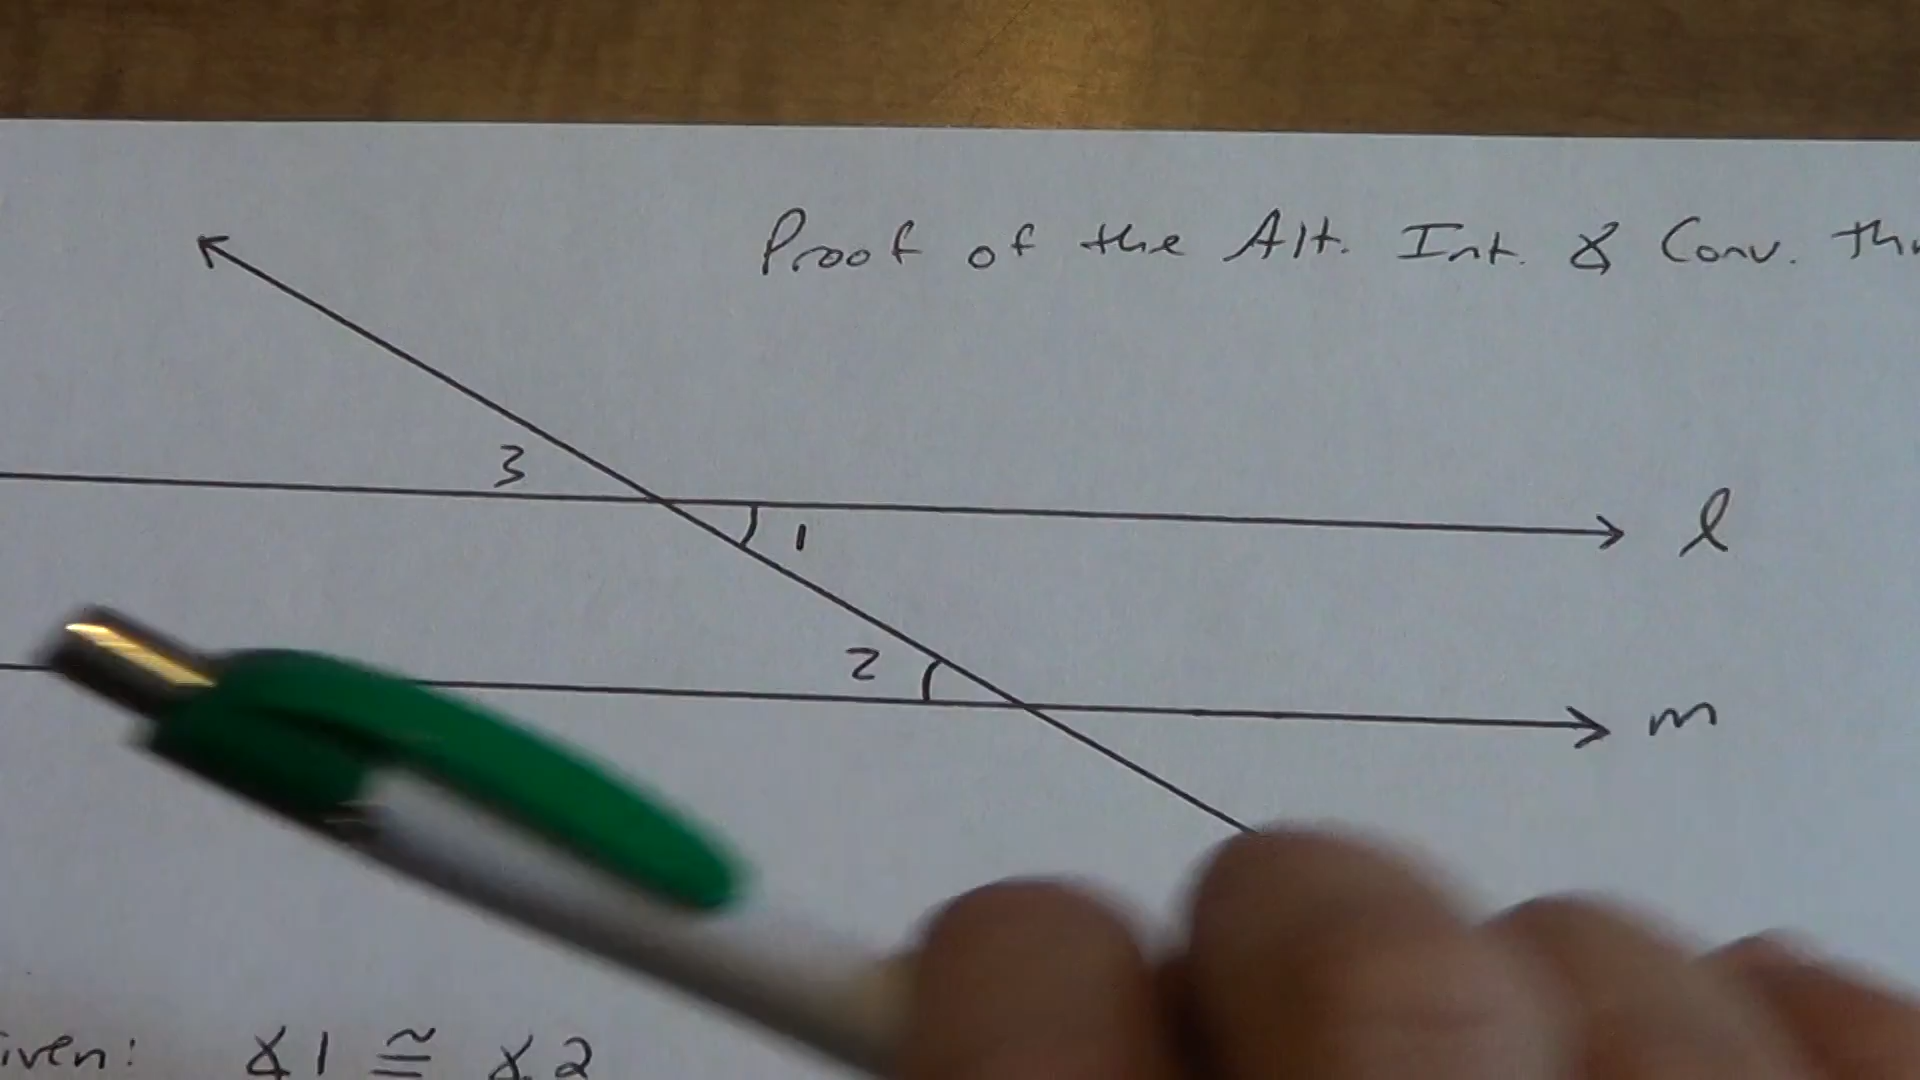 Proof of the Alt. Int. ∡ Conv. th
3
l
1
2
m
iven: ∡1 ≅ ∡2